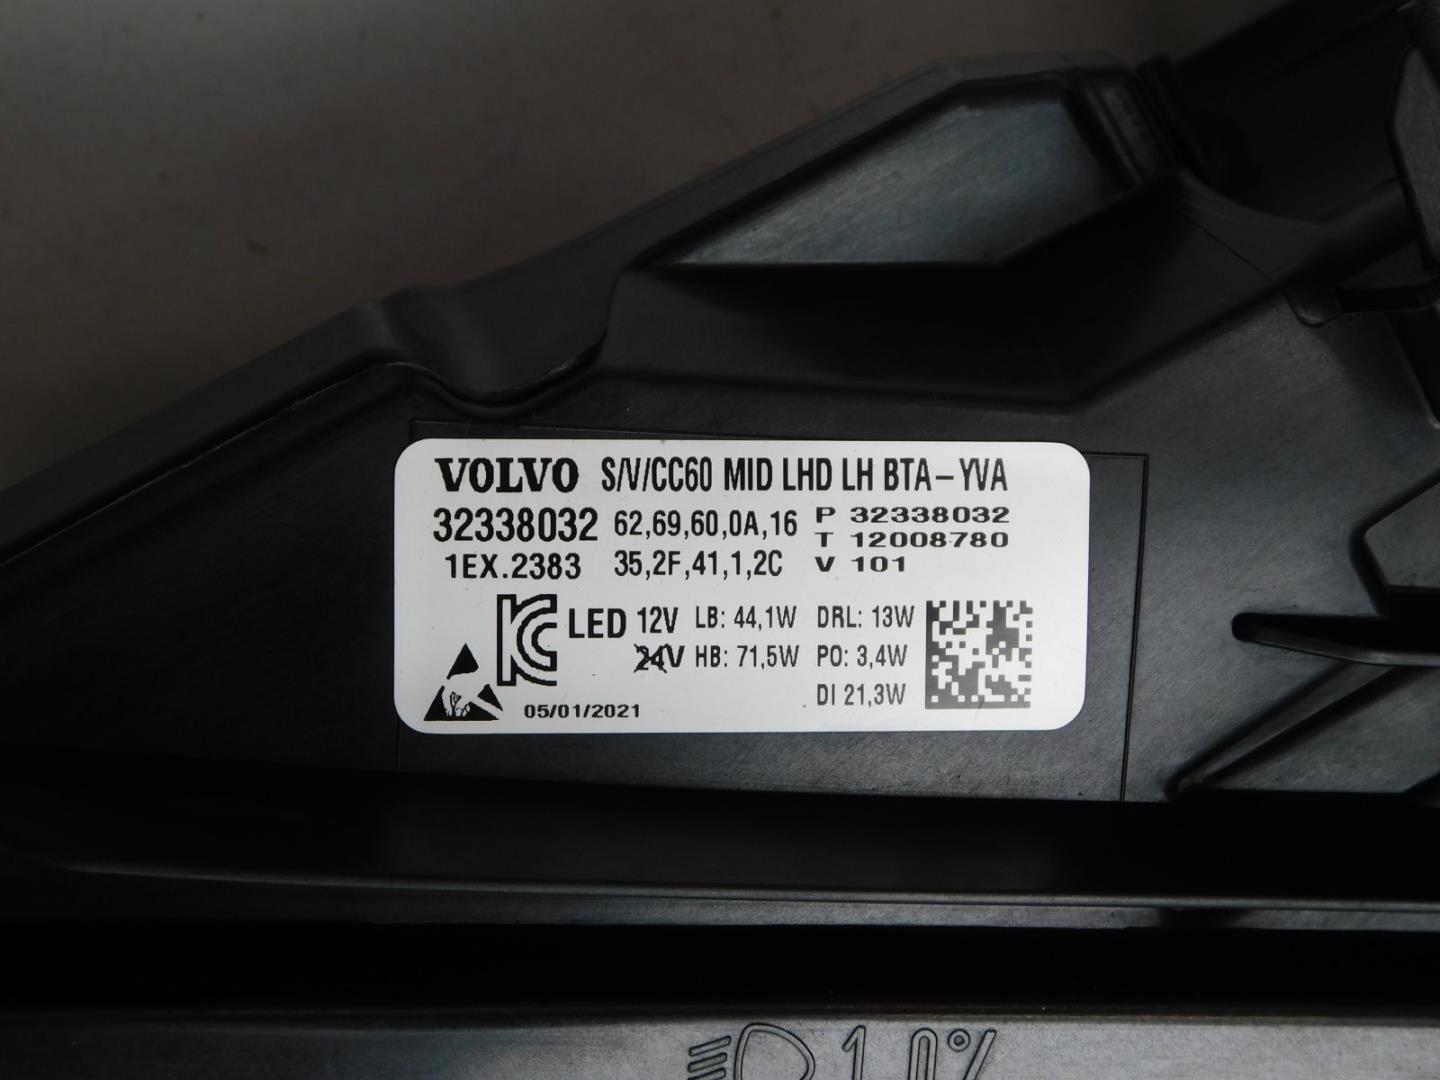 VOLVO S/V/CC60 MID LHD LH BTA-YVA
32338032 62,69,60,0A,16 P 32338032
T 12008780
1EX.2383 35,2F,41,1,2C V 101
LED 12V LB: 44,1W DRL: 13W
24V HB: 71,5W PO: 3,4W
DI 21,3W
05/01/2021
1.0%